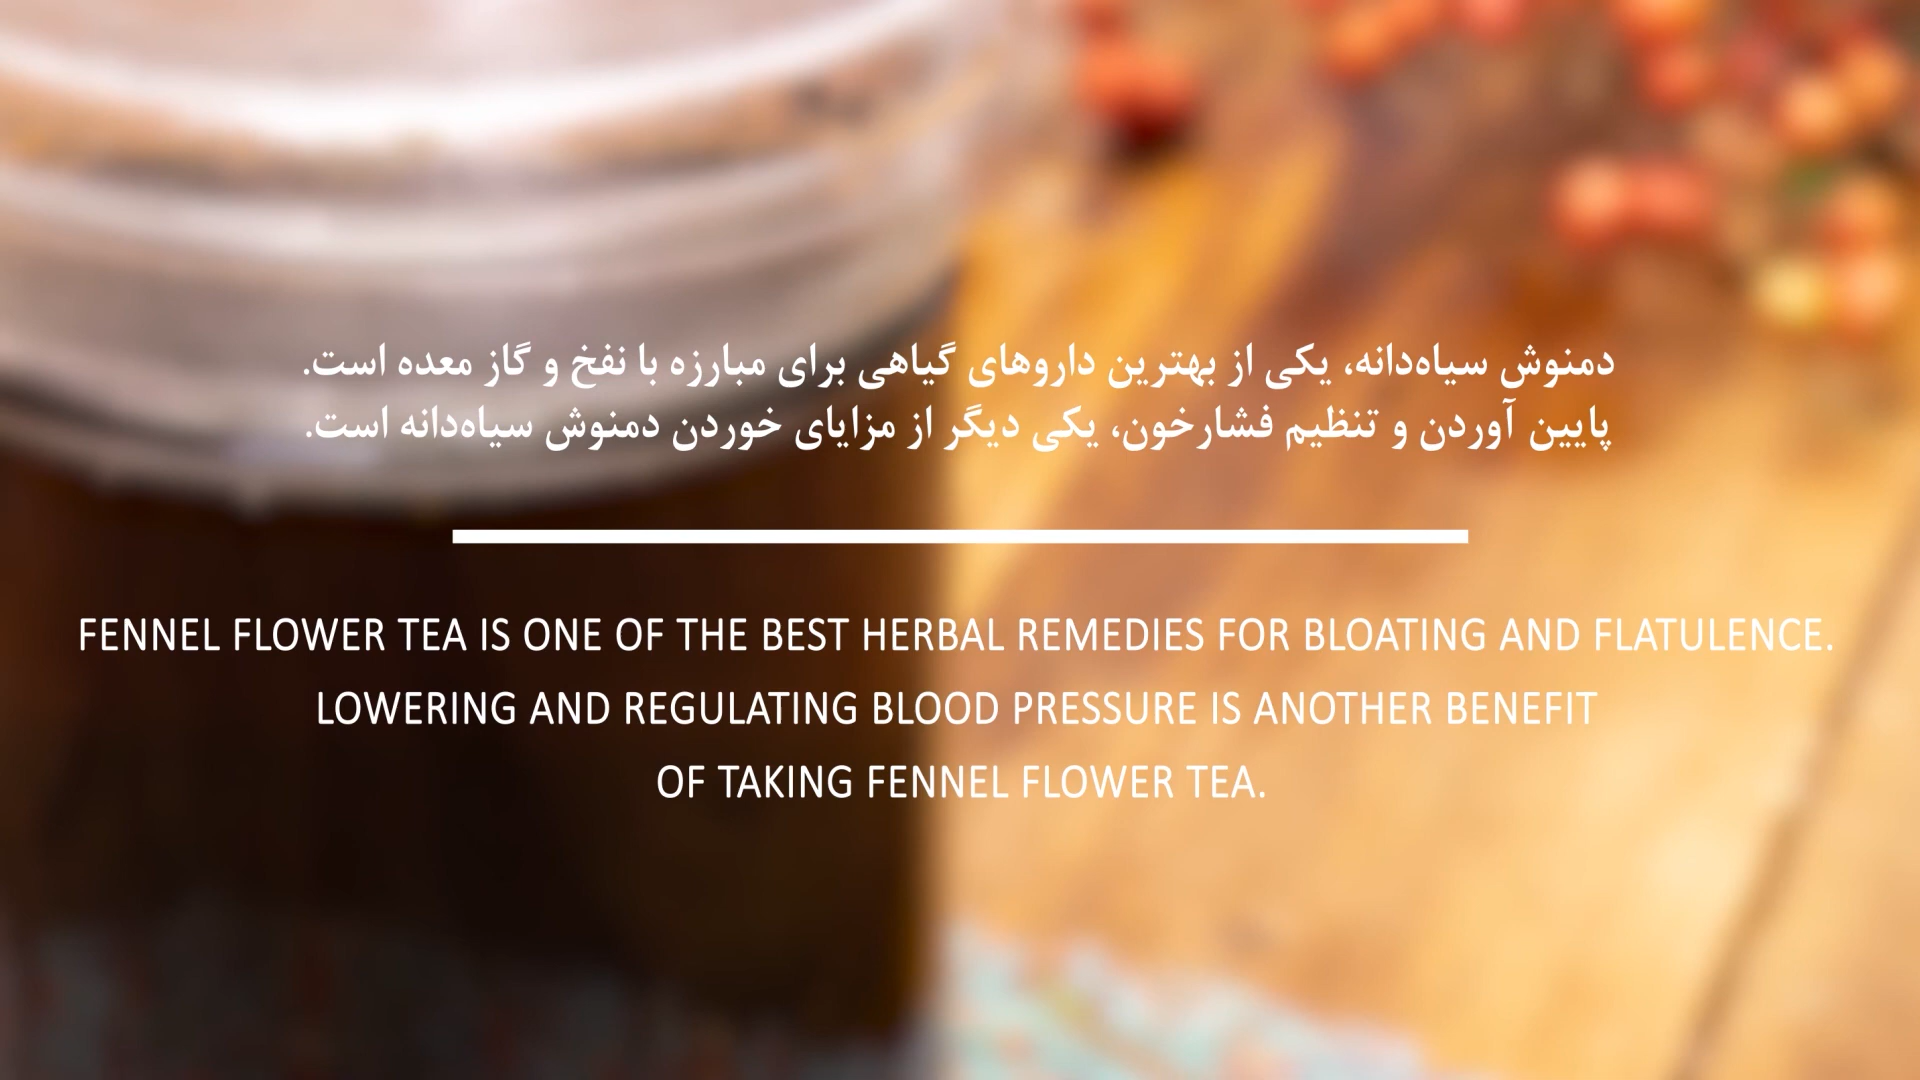 دمنوش سیاه‌دانه، یکی از بهترین داروهای گیاهی برای مبارزه با نفخ و گاز معده است.
پایین آوردن و تنظیم فشارخون، یکی دیگر از مزایای خوردن دمنوش سیاه‌دانه است.
FENNEL FLOWER TEA IS ONE OF THE BEST HERBAL REMEDIES FOR BLOATING AND FLATULENCE.
LOWERING AND REGULATING BLOOD PRESSURE IS ANOTHER BENEFIT
OF TAKING FENNEL FLOWER TEA.